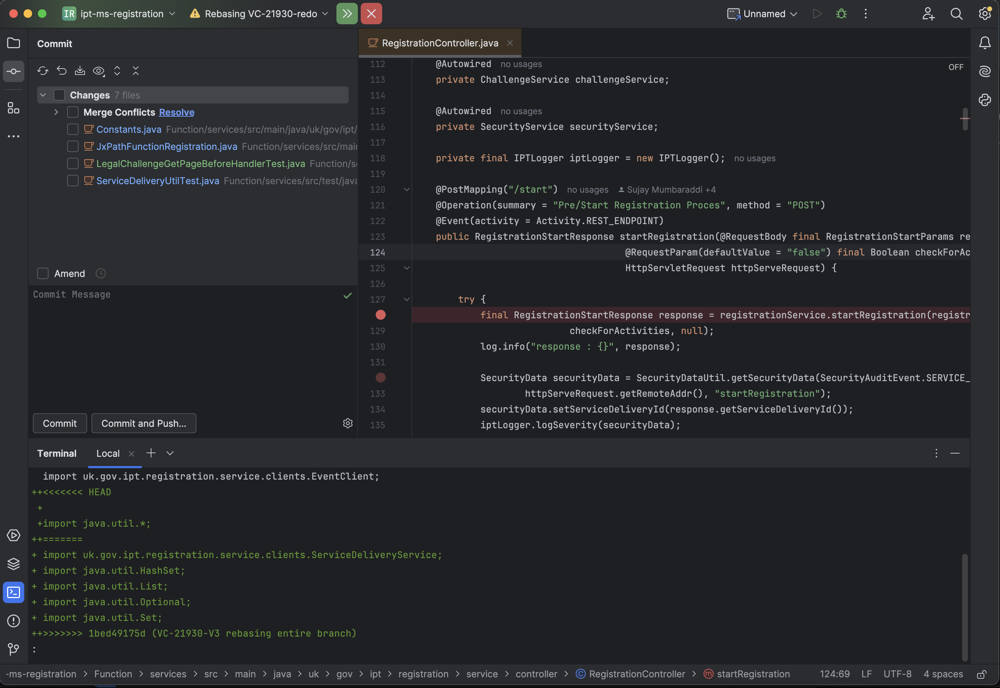 IR ipt-ms-registration Rebasing VC-21930-redo Unnamed
Commit
Changes 7 files
Merge Conflicts Resolve
Constants.java Function/services/src/main/java/uk/gov/ipt/
JxPathFunctionRegistration.java Function/services/src/mai
LegalChallengeGetPageBeforeHandlerTest.java Function/s
ServiceDeliveryUtilTest.java Function/services/src/test/java
Amend
Commit Message
Commit Commit and Push...
RegistrationController.java
OFF
112 @Autowired no usages
113 private ChallengeService challengeService;
114
115 @Autowired no usages
116 private SecurityService securityService;
117
118 private final IPTLogger iptLogger = new IPTLogger(); no usages
119
120 @PostMapping("/start") no usages Sujay Mumbaraddi +4
121 @Operation(summary = "Pre/Start Registration Proces", method = "POST")
122 @Event(activity = Activity.REST_ENDPOINT)
123 public RegistrationStartResponse startRegistration(@RequestBody final RegistrationStartParams re
124 @RequestParam(defaultValue = "false") final Boolean checkForAc
125 HttpServletRequest httpServeRequest) {
126
127 try {
final RegistrationStartResponse response = registrationService.startRegistration(registr
129 checkForActivities, null);
130 log.info("response : {}", response);
131
SecurityData securityData = SecurityDataUtil.getSecurityData(SecurityAuditEvent.SERVICE_
133 httpServeRequest.getRemoteAddr(), "startRegistration");
134 securityData.setServiceDeliveryId(response.getServiceDeliveryId());
135 iptLogger.logSeverity(securityData);
Terminal Local
import uk.gov.ipt.registration.service.clients.EventClient;
++<<<<<<< HEAD
+
+import java.util.*;
++=======
+ import uk.gov.ipt.registration.service.clients.ServiceDeliveryService;
+ import java.util.HashSet;
+ import java.util.List;
+ import java.util.Optional;
+ import java.util.Set;
++>>>>>>> 1bed49175d (VC-21930-V3 rebasing entire branch)
:
-ms-registration > Function > services > src > main > java > uk > gov > ipt > registration > service > controller > RegistrationController > startRegistration 124:69 LF UTF-8 4 spaces